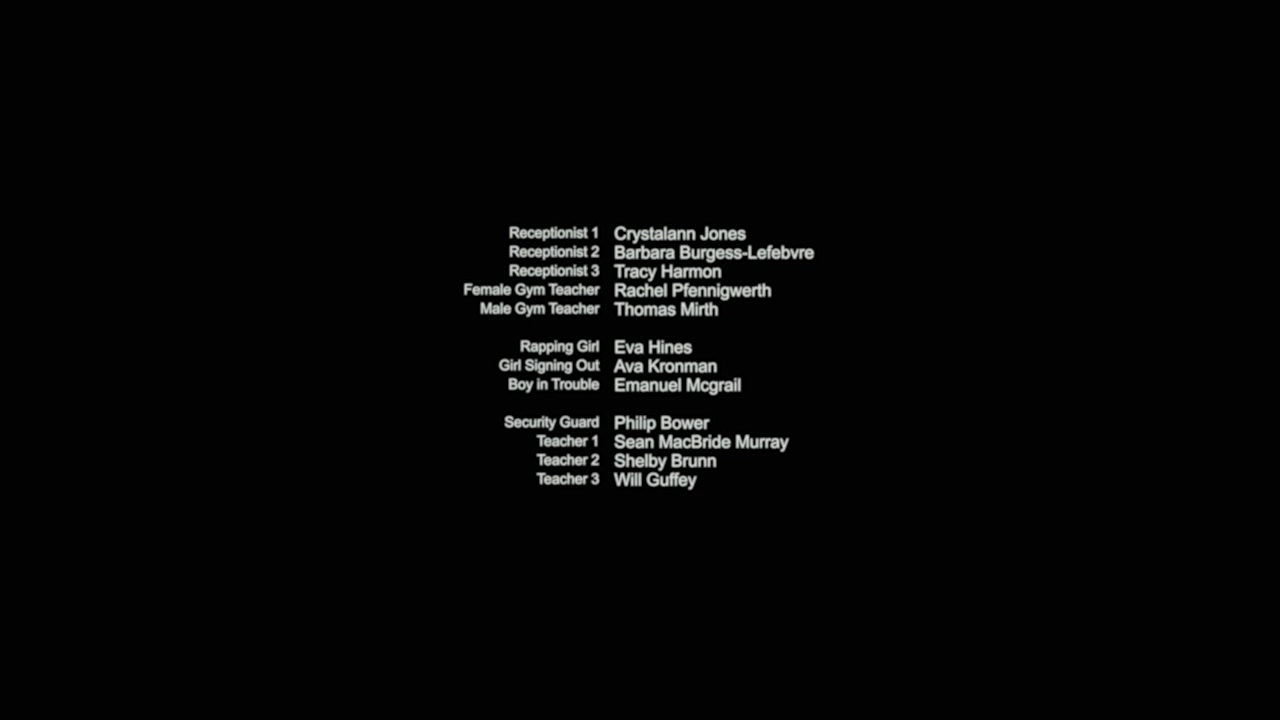 Receptionist 1 Crystalann Jones
Receptionist 2 Barbara Burgess-Lefebvre
Receptionist 3 Tracy Harmon
Female Gym Teacher Rachel Pfennigwerth
Male Gym Teacher Thomas Mirth
Rapping Girl Eva Hines
Girl Signing Out Ava Kronman
Boy in Trouble Emanuel Mcgrail
Security Guard Philip Bower
Teacher 1 Sean MacBride Murray
Teacher 2 Shelby Brunn
Teacher 3 Will Guffey